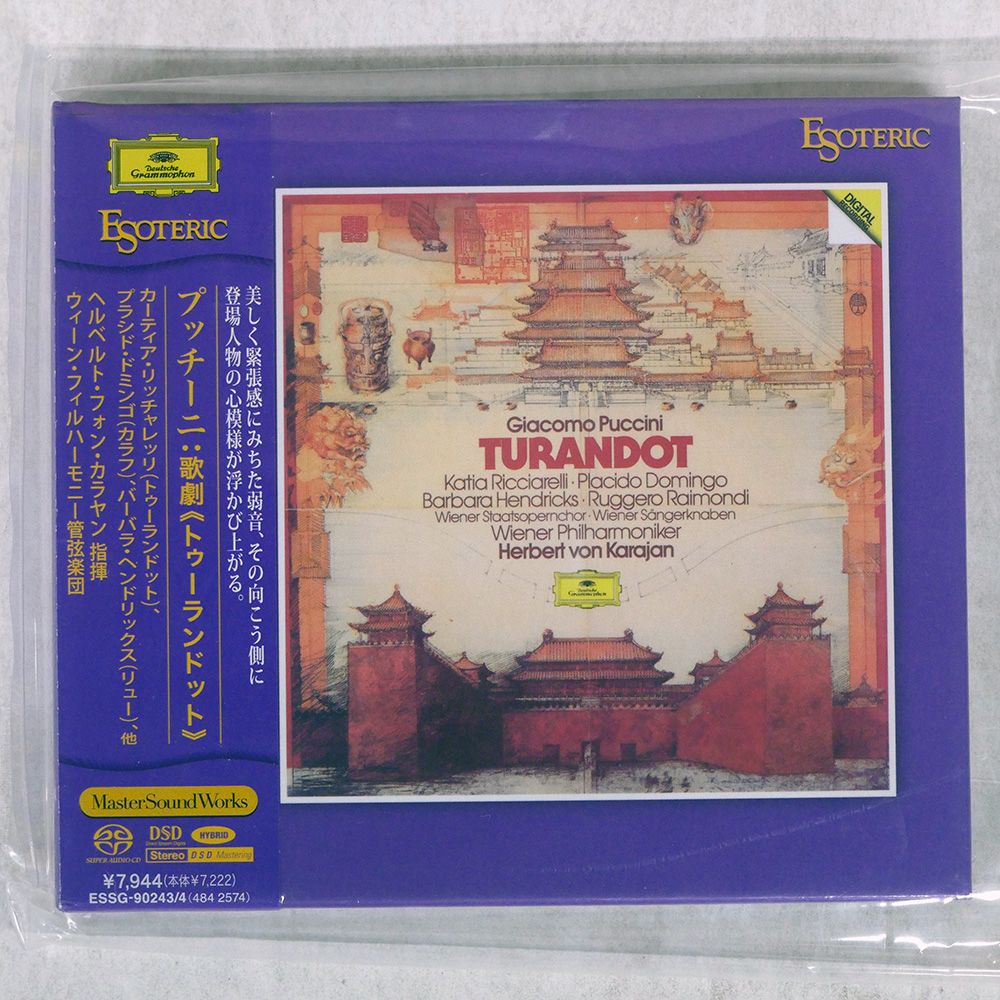 Deutsche
Grammophon
ESOTERIC
美しく緊張感にみちた弱音、その向こう側に
登場人物の心模様が浮かび上がる。
プッチーニ:歌劇《トゥーランドット》
カーティア・リッチャレッリ(トゥーランドット)、
プラシド・ドミンゴ(カラフ)、バーバラ・ヘンドリックス(リュー)、他
ヘルベルト・フォン・カラヤン 指揮
ウィーン・フィルハーモニー管弦楽団
MasterSoundWorks
SUPER AUDIO CD
DSD
Direct Stream Digital
HYBRID
Stereo
DSD Mastering
¥7,944(本体¥7,222)
ESSG-90243/4(484 2574)
ESOTERIC
DIGITAL
RECORDING
Giacomo Puccini
TURANDOT
Katia Ricciarelli · Placido Domingo
Barbara Hendricks · Ruggero Raimondi
Wiener Staatsopernchor · Wiener Sängerknaben
Wiener Philharmoniker
Herbert von Karajan
Deutsche
Grammophon